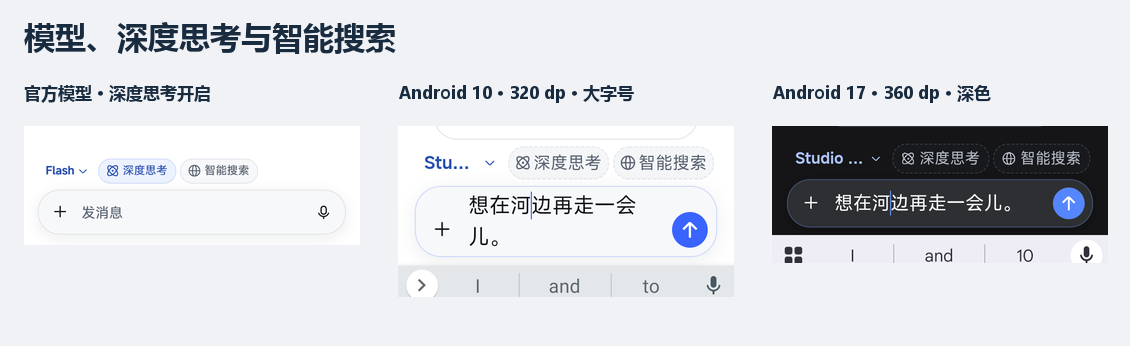 模型、深度思考与智能搜索
官方模型 • 深度思考开启
Flash 深度思考 智能搜索
发消息
Android 10 • 320 dp • 大字号
Stu... 深度思考 智能搜索
想在河边再走一会
儿。
I and to
Android 17 • 360 dp • 深色
Studio ... 深度思考 智能搜索
想在河边再走一会儿。
I and 10